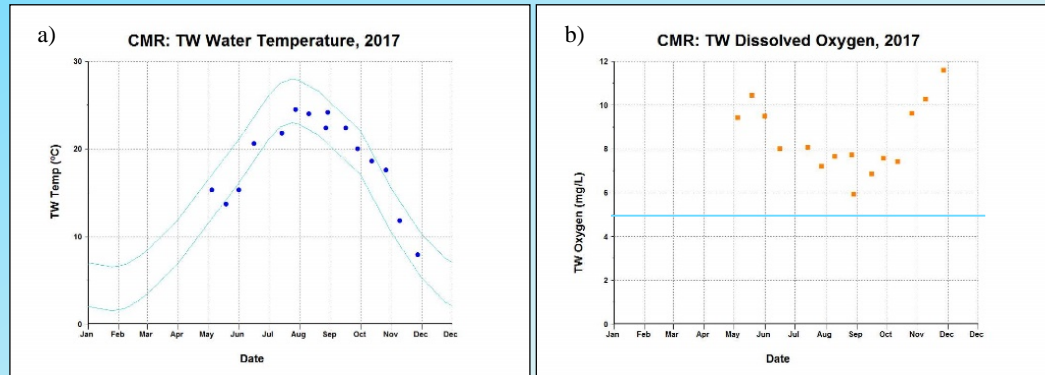 a)
CMR: TW Water Temperature, 2017
30
20
10
0
TW Temp (ºC)
Jan Feb Mar Apr May Jun Jul Aug Sep Oct Nov Dec Dec
Date
b)
CMR: TW Dissolved Oxygen, 2017
12
10
8
6
4
2
0
TW Oxygen (mg/L)
Jan Feb Mar Apr May Jun Jul Aug Sep Oct Nov Dec Dec
Date